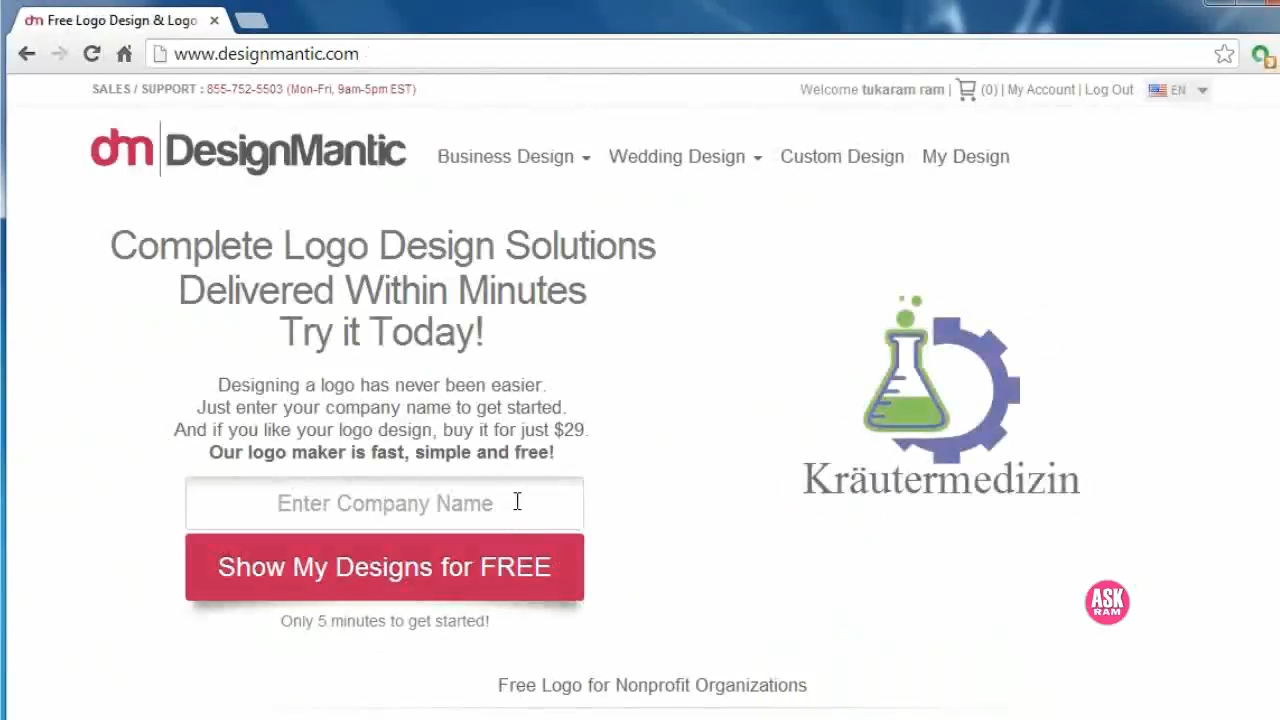 dm Free Logo Design & Logo
www.designmantic.com
SALES / SUPPORT : 855-752-5503 (Mon-Fri, 9am-5pm EST)
Welcome tukaram ram | (0) | My Account | Log Out EN
dm DesignMantic
Business Design Wedding Design Custom Design My Design
Complete Logo Design Solutions
Delivered Within Minutes
Try it Today!
Designing a logo has never been easier.
Just enter your company name to get started.
And if you like your logo design, buy it for just $29.
Our logo maker is fast, simple and free!
Enter Company Name
Show My Designs for FREE
Only 5 minutes to get started!
Kräutermedizin
ASK
RAM
Free Logo for Nonprofit Organizations